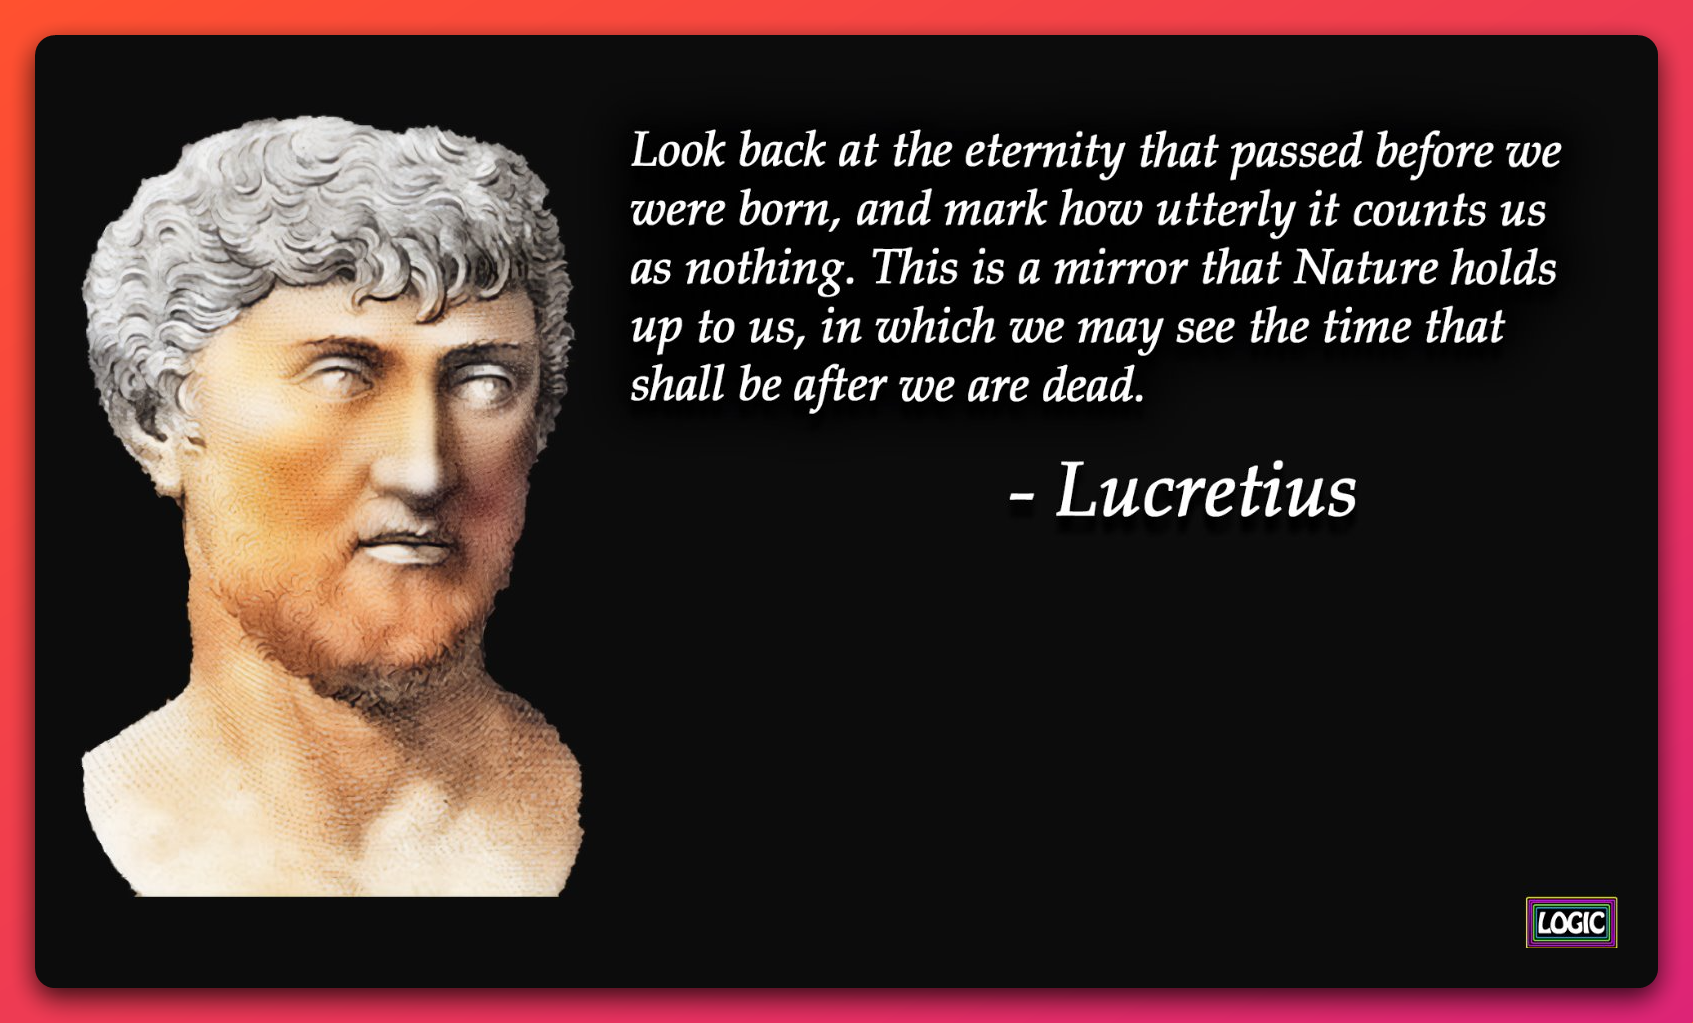 Look back at the eternity that passed before we
were born, and mark how utterly it counts us
as nothing. This is a mirror that Nature holds
up to us, in which we may see the time that
shall be after we are dead.
- Lucretius
LOGIC